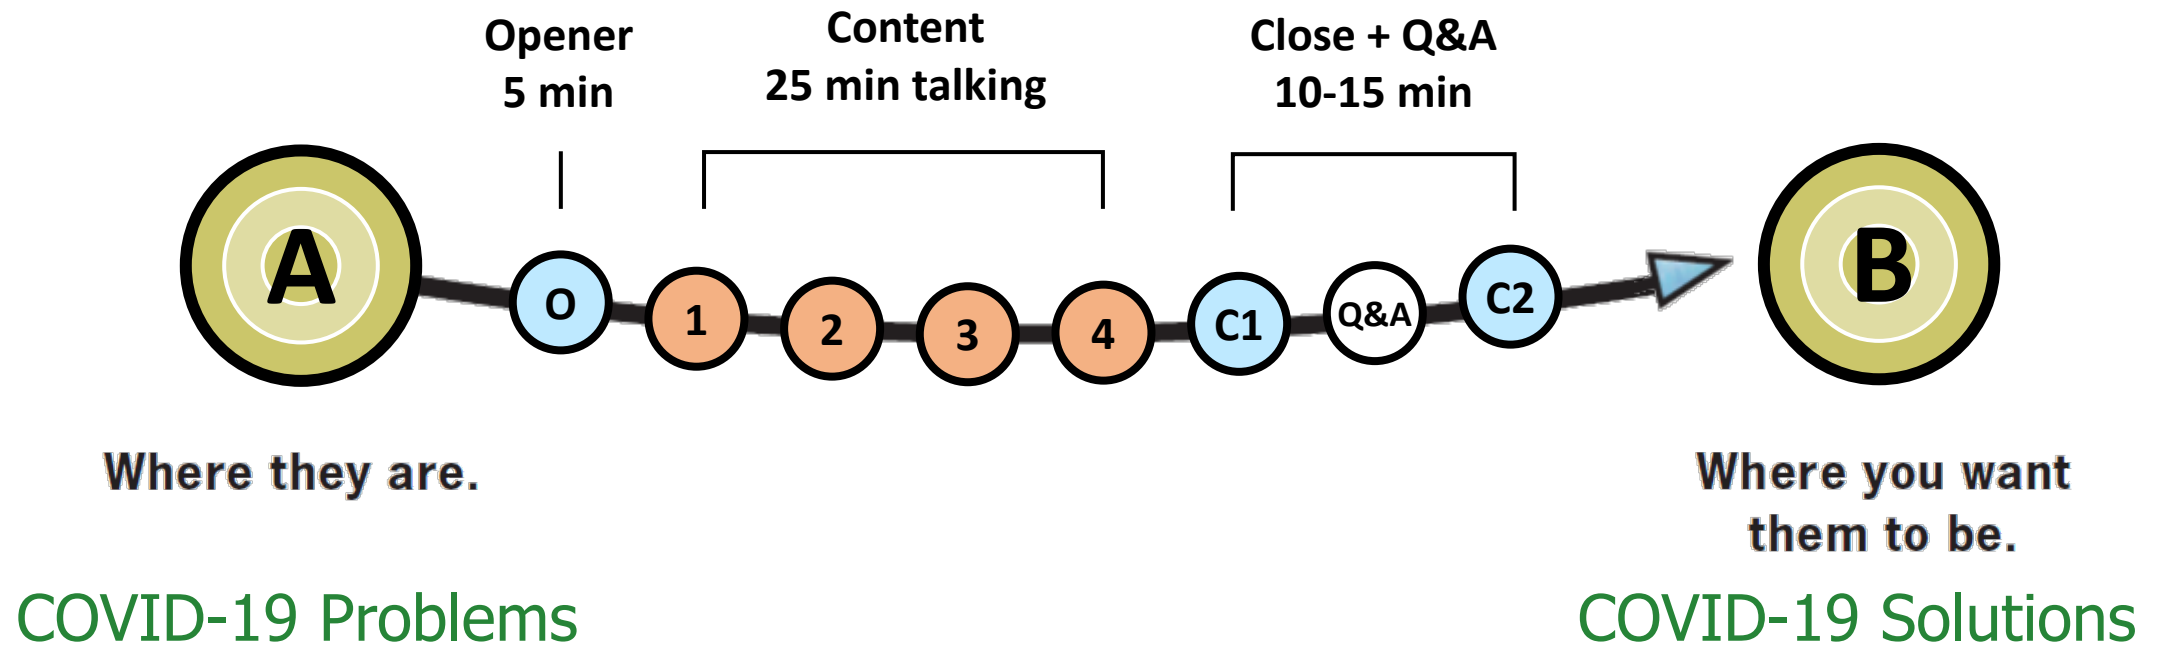 Opener
5 min
Content
25 min talking
Close + Q&A
10-15 min
A
O
1
2
3
4
C1
Q&A
C2
B
Where they are.
Where you want
them to be.
COVID-19 Problems
COVID-19 Solutions